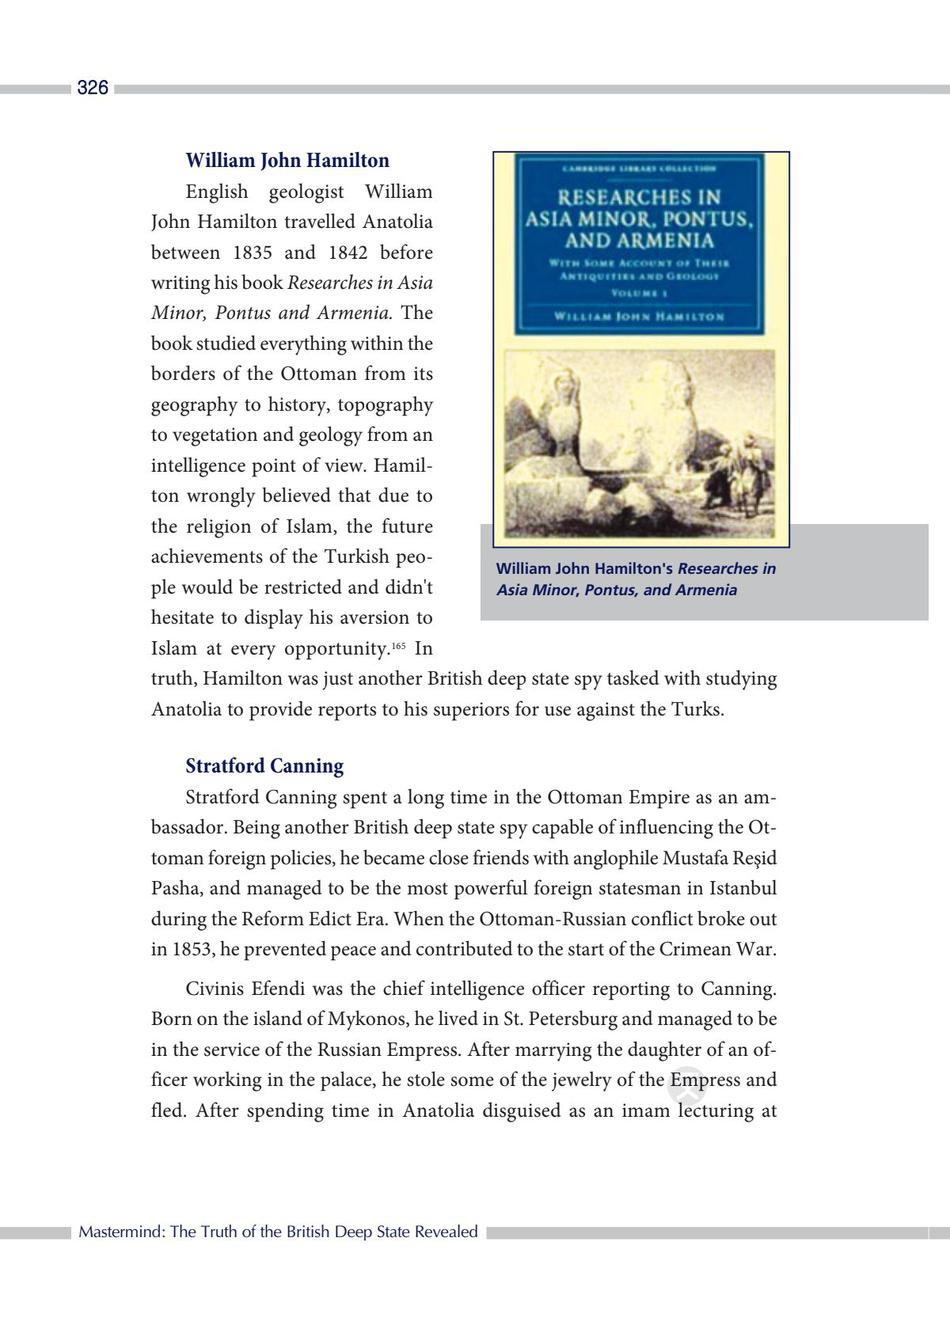 326
William John Hamilton
English geologist William
John Hamilton travelled Anatolia
between 1835 and 1842 before
writing his book Researches in Asia
Minor, Pontus and Armenia. The
book studied everything within the
borders of the Ottoman from its
geography to history, topography
to vegetation and geology from an
intelligence point of view. Hamil-
ton wrongly believed that due to
the religion of Islam, the future
achievements of the Turkish peo-
ple would be restricted and didn't
hesitate to display his aversion to
Islam at every opportunity.165 In
truth, Hamilton was just another British deep state spy tasked with studying
Anatolia to provide reports to his superiors for use against the Turks.
CAMBRIDGE LIBRARY COLLECTION
RESEARCHES IN
ASIA MINOR, PONTUS,
AND ARMENIA
WITH SOME ACCOUNT OF THEIR
ANTIQUITIES AND GEOLOGY
VOLUME 1
WILLIAM JOHN HAMILTON
William John Hamilton's Researches in
Asia Minor, Pontus, and Armenia
Stratford Canning
Stratford Canning spent a long time in the Ottoman Empire as an am-
bassador. Being another British deep state spy capable of influencing the Ot-
toman foreign policies, he became close friends with anglophile Mustafa Reşid
Pasha, and managed to be the most powerful foreign statesman in Istanbul
during the Reform Edict Era. When the Ottoman-Russian conflict broke out
in 1853, he prevented peace and contributed to the start of the Crimean War.
Civinis Efendi was the chief intelligence officer reporting to Canning.
Born on the island of Mykonos, he lived in St. Petersburg and managed to be
in the service of the Russian Empress. After marrying the daughter of an of-
ficer working in the palace, he stole some of the jewelry of the Empress and
fled. After spending time in Anatolia disguised as an imam lecturing at
Mastermind: The Truth of the British Deep State Revealed